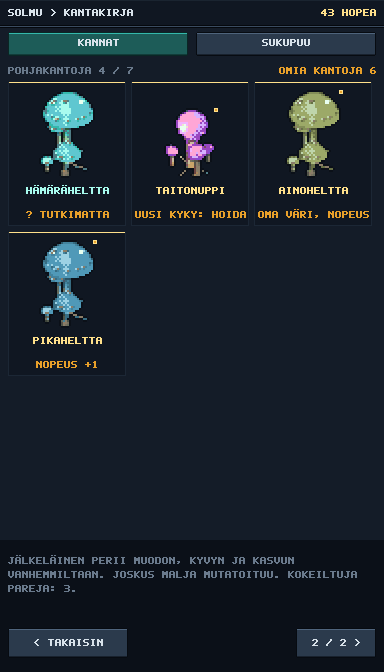 SOLMU > KANTAKIRJA 43 HOPEA
KANNAT SUKUPUU
POHJAKANTOJA 4 / 7 OMIA KANTOJA 6
HÄMÄRÄHELTTA TAITONUPPI AINOHELTTA
? TUTKIMATTA UUSI KYKY: HOIDA OMA VÄRI, NOPEUS
PIKAHELTTA
NOPEUS +1
JÄLKELÄINEN PERII MUODON, KYVYN JA KASVUN
VANHEMMILTAAN. JOSKUS MALJA MUTATOITUU. KOKEILTUJA
PAREJA: 3.
< TAKAISIN 2 / 2 >